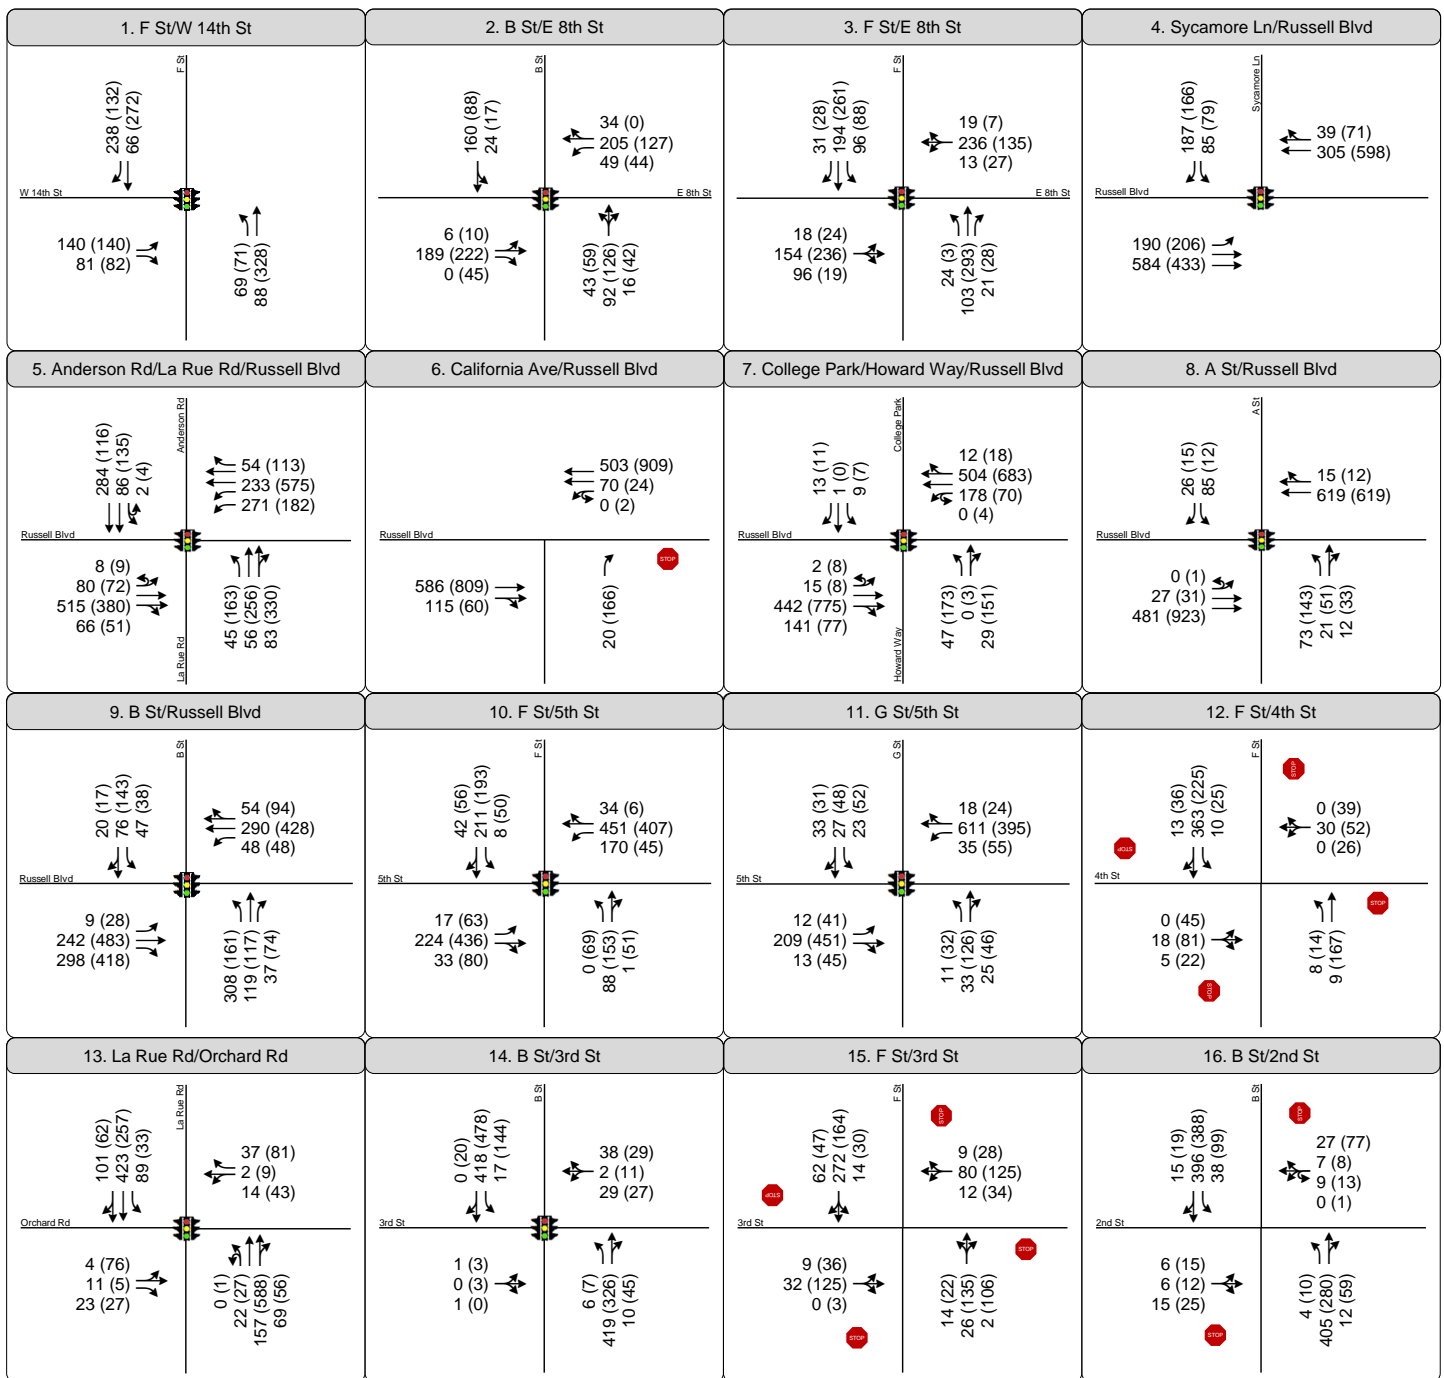 1. F St/W 14th St
F St
238 (132)
66 (272)
W 14th St
140 (140)
81 (82)
69 (71)
88 (328)
2. B St/E 8th St
B St
160 (88)
24 (17)
34 (0)
205 (127)
49 (44)
E 8th St
6 (10)
189 (222)
0 (45)
43 (59)
92 (126)
16 (42)
3. F St/E 8th St
F St
31 (28)
194 (261)
96 (88)
19 (7)
236 (135)
13 (27)
E 8th St
18 (24)
154 (236)
96 (19)
24 (3)
103 (293)
21 (28)
4. Sycamore Ln/Russell Blvd
Sycamore Ln
187 (166)
85 (79)
39 (71)
305 (598)
Russell Blvd
190 (206)
584 (433)
5. Anderson Rd/La Rue Rd/Russell Blvd
Anderson Rd
284 (116)
86 (135)
2 (4)
54 (113)
233 (575)
271 (182)
Russell Blvd
8 (9)
80 (72)
515 (380)
66 (51)
La Rue Rd
45 (163)
56 (256)
83 (330)
6. California Ave/Russell Blvd
503 (909)
70 (24)
0 (2)
Russell Blvd
STOP
586 (809)
115 (60)
20 (166)
7. College Park/Howard Way/Russell Blvd
College Park
13 (11)
1 (0)
9 (7)
12 (18)
504 (683)
178 (70)
0 (4)
Russell Blvd
2 (8)
15 (8)
442 (775)
141 (77)
Howard Way
47 (173)
0 (3)
29 (151)
8. A St/Russell Blvd
A St
26 (15)
85 (12)
15 (12)
619 (619)
Russell Blvd
0 (1)
27 (31)
481 (923)
73 (143)
21 (51)
12 (33)
9. B St/Russell Blvd
B St
20 (17)
76 (143)
47 (38)
54 (94)
290 (428)
48 (48)
Russell Blvd
9 (28)
242 (483)
298 (418)
308 (161)
119 (117)
37 (74)
10. F St/5th St
F St
42 (56)
211 (193)
8 (50)
34 (6)
451 (407)
170 (45)
5th St
17 (63)
224 (436)
33 (80)
0 (69)
88 (153)
1 (51)
11. G St/5th St
G St
33 (31)
27 (48)
23 (52)
18 (24)
611 (395)
35 (55)
5th St
12 (41)
209 (451)
13 (45)
11 (32)
33 (126)
25 (46)
12. F St/4th St
F St
STOP
13 (36)
363 (225)
10 (25)
0 (39)
30 (52)
0 (26)
STOP
4th St
STOP
0 (45)
18 (81)
5 (22)
8 (14)
9 (167)
STOP
13. La Rue Rd/Orchard Rd
La Rue Rd
101 (62)
423 (257)
89 (33)
37 (81)
2 (9)
14 (43)
Orchard Rd
4 (76)
11 (5)
23 (27)
0 (1)
22 (27)
157 (588)
69 (56)
14. B St/3rd St
B St
0 (20)
418 (478)
17 (144)
38 (29)
2 (11)
29 (27)
3rd St
1 (3)
0 (3)
1 (0)
6 (7)
419 (326)
10 (45)
15. F St/3rd St
F St
STOP
62 (47)
272 (164)
14 (30)
9 (28)
80 (125)
12 (34)
STOP
3rd St
STOP
9 (36)
32 (125)
0 (3)
14 (22)
26 (135)
2 (106)
STOP
16. B St/2nd St
B St
STOP
15 (19)
396 (388)
38 (99)
27 (77)
7 (8)
9 (13)
0 (1)
2nd St
6 (15)
6 (12)
15 (25)
4 (10)
405 (280)
12 (59)
STOP